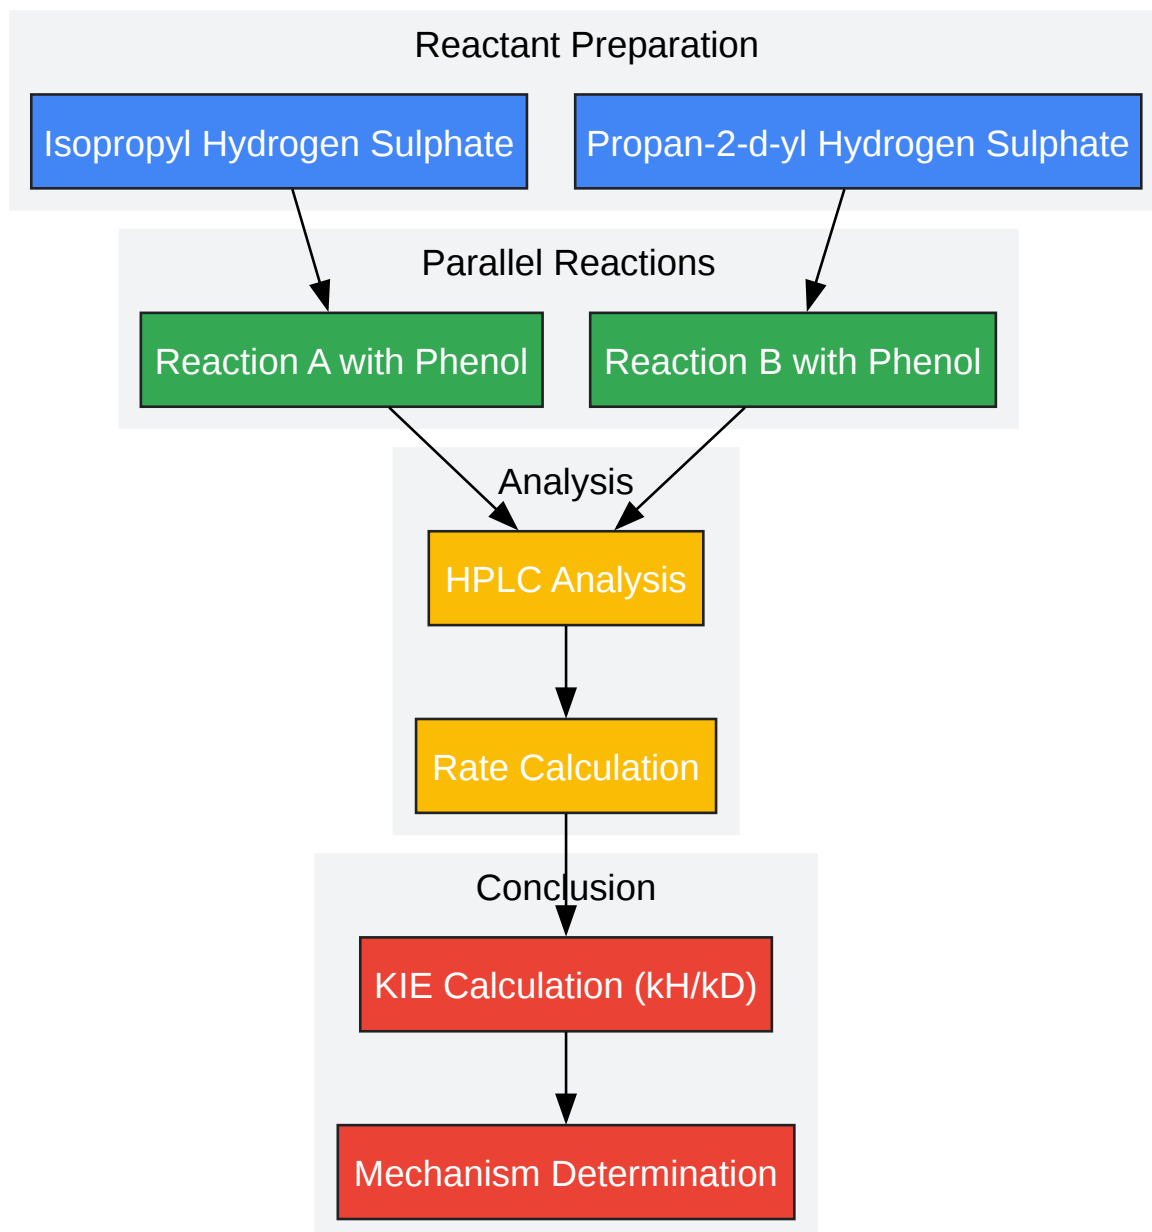 Reactant Preparation
Isopropyl Hydrogen Sulphate
Propan-2-d-yl Hydrogen Sulphate
Parallel Reactions
Reaction A with Phenol
Reaction B with Phenol
Analysis
HPLC Analysis
Rate Calculation
Conclusion
KIE Calculation (kH/kD)
Mechanism Determination